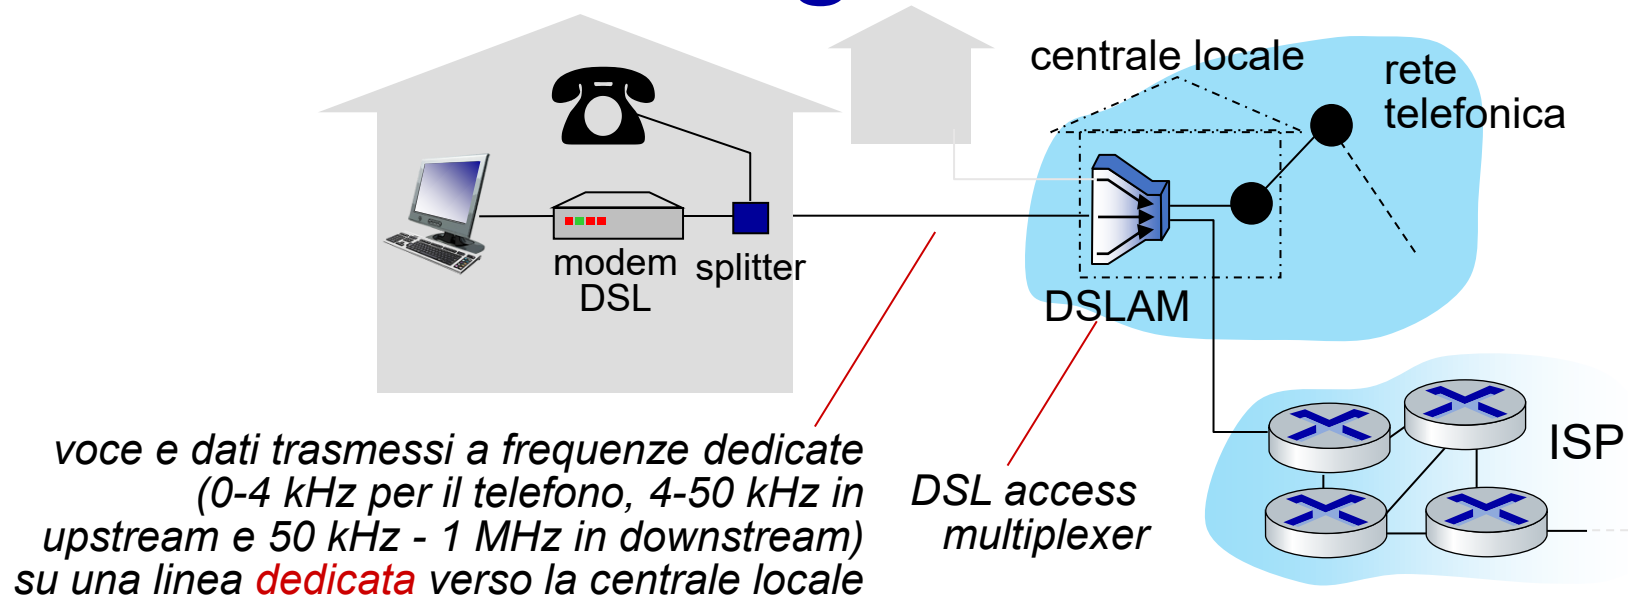 centrale locale
rete
telefonica
modem
DSL
splitter
DSLAM
ISP
voce e dati trasmessi a frequenze dedicate
(0-4 kHz per il telefono, 4-50 kHz in
upstream e 50 kHz - 1 MHz in downstream)
su una linea dedicata verso la centrale locale
DSL access
multiplexer